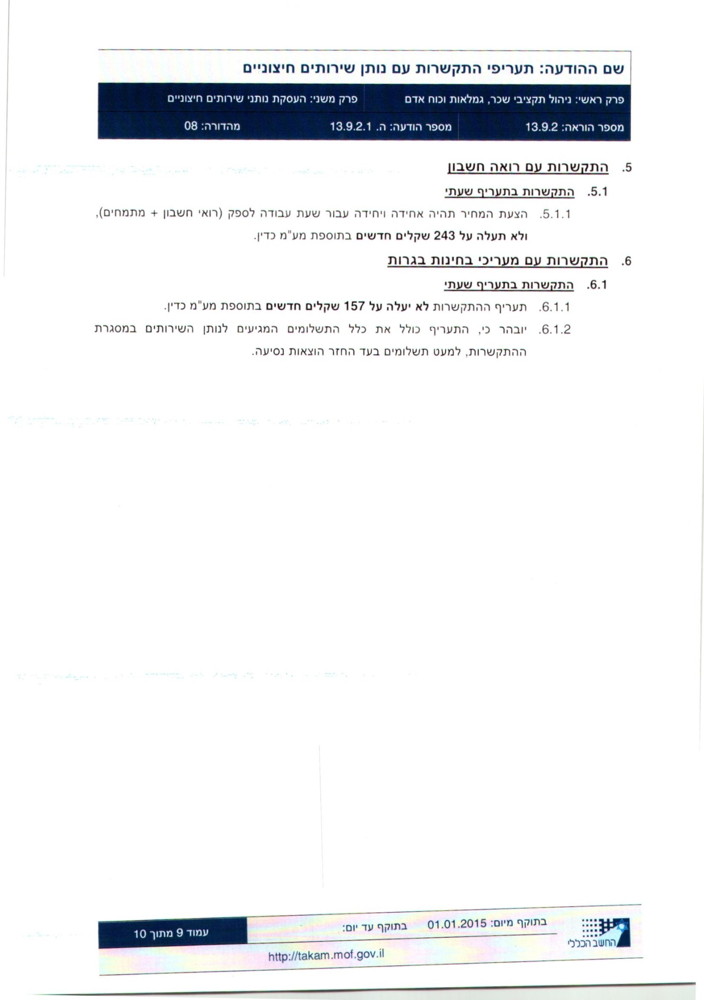 שם ההודעה: תעריפי התקשרות עם נותן שירותים חיצוניים
פרק ראשי: ניהול תקציבי שכר, גמלאות וכוח אדם פרק משני: העסקת נותני שירותים חיצוניים
מספר הוראה: 13.9.2 מספר הודעה: ה. 13.9.2.1 מהדורה: 08
5. התקשרות עם רואה חשבון
5.1. התקשרות בתעריף שעתי
5.1.1. הצעת המחיר תהיה אחידה ויחידה עבור שעת עבודה לספק (רואי חשבון + מתמחים),
ולא תעלה על 243 שקלים חדשים בתוספת מע"מ כדין.
6. התקשרות עם מעריכי בחינות בגרות
6.1. התקשרות בתעריף שעתי
6.1.1. תעריף ההתקשרות לא יעלה על 157 שקלים חדשים בתוספת מע"מ כדין.
6.1.2. יובהר כי, התעריף כולל את כלל התשלומים המגיעים לנותן השירותים במסגרת
ההתקשרות, למעט תשלומים בעד החזר הוצאות נסיעה.
החשב הכללי
בתוקף מיום: 01.01.2015 בתוקף עד יום:
עמוד 9 מתוך 10
http://takam.mof.gov.il